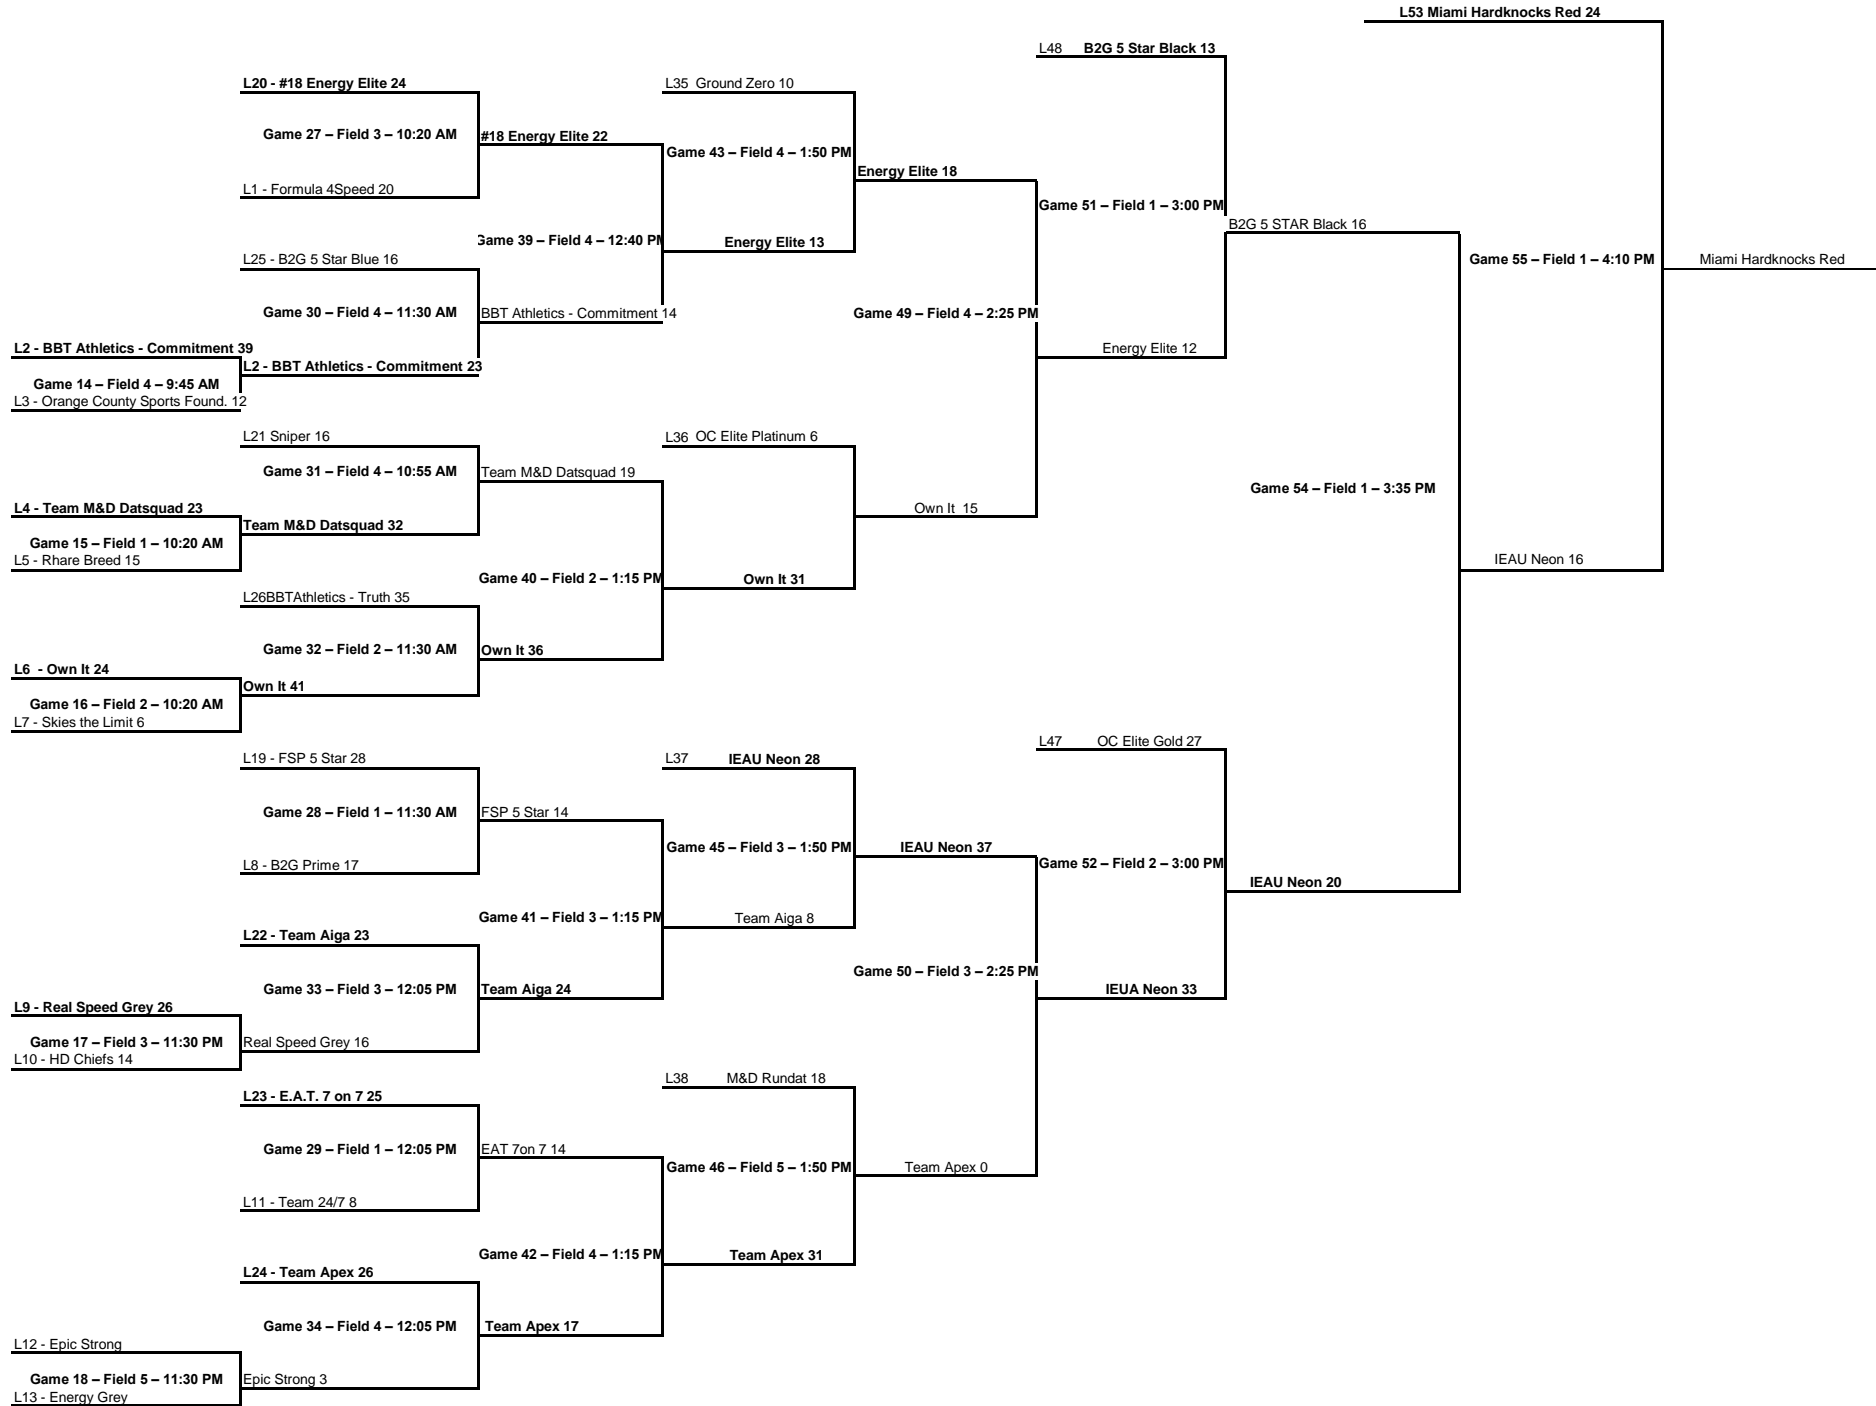 L53 Miami Hardknocks Red 24
L48 B2G 5 Star Black 13
L20 - #18 Energy Elite 24
L35 Ground Zero 10
Game 27 – Field 3 – 10:20 AM
#18 Energy Elite 22
Game 43 – Field 4 – 1:50 PM
Energy Elite 18
L1 - Formula 4Speed 20
Game 51 – Field 1 – 3:00 PM
B2G 5 STAR Black 16
Game 39 – Field 4 – 12:40 PM
Energy Elite 13
L25 - B2G 5 Star Blue 16
Game 55 – Field 1 – 4:10 PM
Miami Hardknocks Red
Game 30 – Field 4 – 11:30 AM
BBT Athletics - Commitment 14
Game 49 – Field 4 – 2:25 PM
L2 - BBT Athletics - Commitment 39
Energy Elite 12
L2 - BBT Athletics - Commitment 23
Game 14 – Field 4 – 9:45 AM
L3 - Orange County Sports Found. 12
L21 Sniper 16
L36 OC Elite Platinum 6
Game 31 – Field 4 – 10:55 AM
Team M&D Datsquad 19
Game 54 – Field 1 – 3:35 PM
L4 - Team M&D Datsquad 23
Own It 15
Team M&D Datsquad 32
Game 15 – Field 1 – 10:20 AM
L5 - Rhare Breed 15
IEAU Neon 16
Game 40 – Field 2 – 1:15 PM
Own It 31
L26BBTAthletics - Truth 35
Game 32 – Field 2 – 11:30 AM
Own It 36
L6 - Own It 24
Own It 41
Game 16 – Field 2 – 10:20 AM
L7 - Skies the Limit 6
L47 OC Elite Gold 27
L19 - FSP 5 Star 28
L37 IEAU Neon 28
Game 28 – Field 1 – 11:30 AM
FSP 5 Star 14
Game 45 – Field 3 – 1:50 PM
IEAU Neon 37
L8 - B2G Prime 17
Game 52 – Field 2 – 3:00 PM
IEAU Neon 20
Game 41 – Field 3 – 1:15 PM
Team Aiga 8
L22 - Team Aiga 23
Game 50 – Field 3 – 2:25 PM
Game 33 – Field 3 – 12:05 PM
Team Aiga 24
IEUA Neon 33
L9 - Real Speed Grey 26
Game 17 – Field 3 – 11:30 PM
Real Speed Grey 16
L10 - HD Chiefs 14
L38 M&D Rundat 18
L23 - E.A.T. 7 on 7 25
Game 29 – Field 1 – 12:05 PM
EAT 7on 7 14
Game 46 – Field 5 – 1:50 PM
Team Apex 0
L11 - Team 24/7 8
Game 42 – Field 4 – 1:15 PM
Team Apex 31
L24 - Team Apex 26
Game 34 – Field 4 – 12:05 PM
Team Apex 17
L12 - Epic Strong
Game 18 – Field 5 – 11:30 PM
Epic Strong 3
L13 - Energy Grey